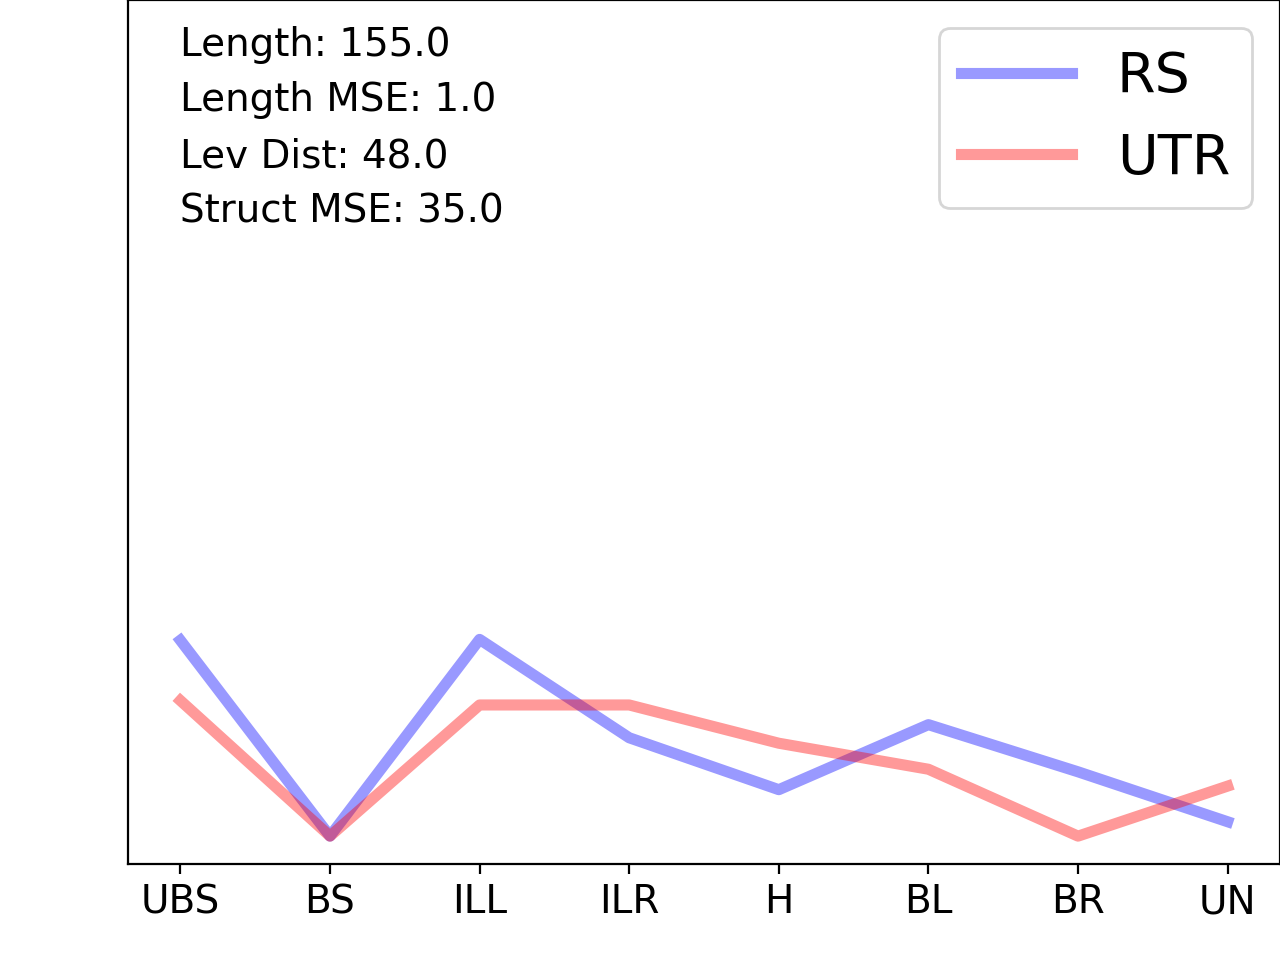 Length: 155.0
Length MSE: 1.0
Lev Dist: 48.0
Struct MSE: 35.0
RS
UTR
UBS BS ILL ILR H BL BR UN